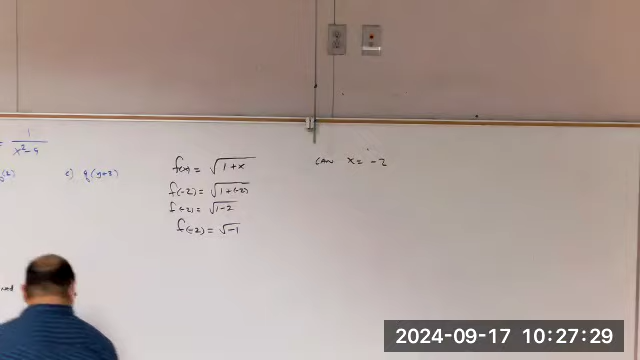 = 1/(x²-9)
c) q(y+3)
f(x) = √(1+x)
can x = -2
f(-2) = √(1+(-2))
f(-2) = √(1-2)
f(-2) = √-1
2024-09-17 10:27:29